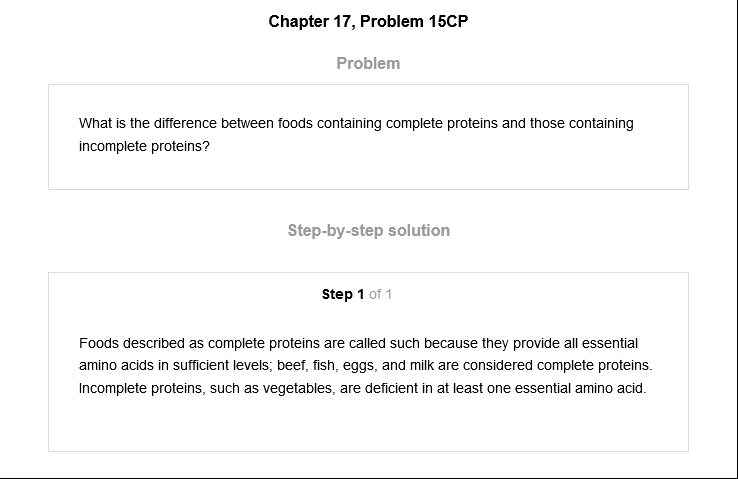 Chapter 17, Problem 15CP
Problem
What is the difference between foods containing complete proteins and those containing
incomplete proteins?
Step-by-step solution
Step 1 of 1
Foods described as complete proteins are called such because they provide all essential
amino acids in sufficient levels; beef, fish, eggs, and milk are considered complete proteins.
Incomplete proteins, such as vegetables, are deficient in at least one essential amino acid.